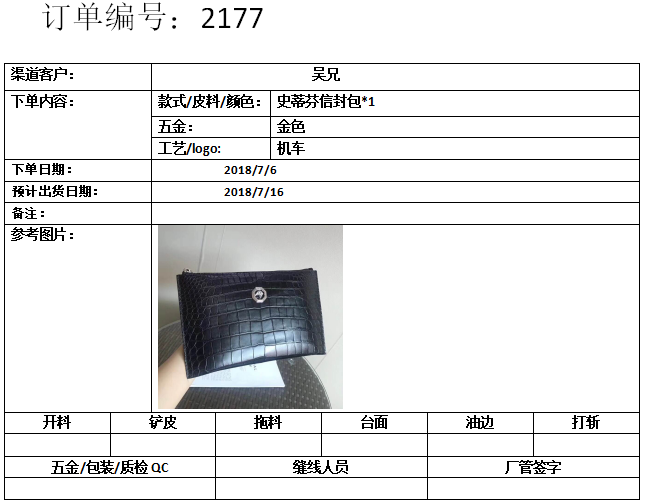 订单编号：2177
渠道客户： 吴兄
下单内容： 款式/皮料/颜色： 史蒂芬信封包*1
五金： 金色
工艺/logo: 机车
下单日期： 2018/7/6
预计出货日期： 2018/7/16
备注：
参考图片：
开料 铲皮 拖料 台面 油边 打斩
五金/包装/质检 QC 缝线人员 厂管签字